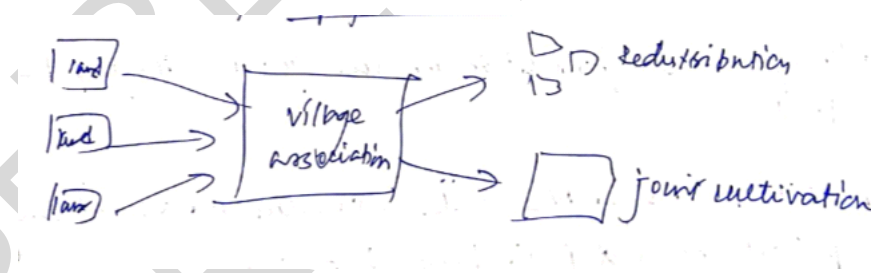 land
land
land
village
association
redistribution
joint cultivation